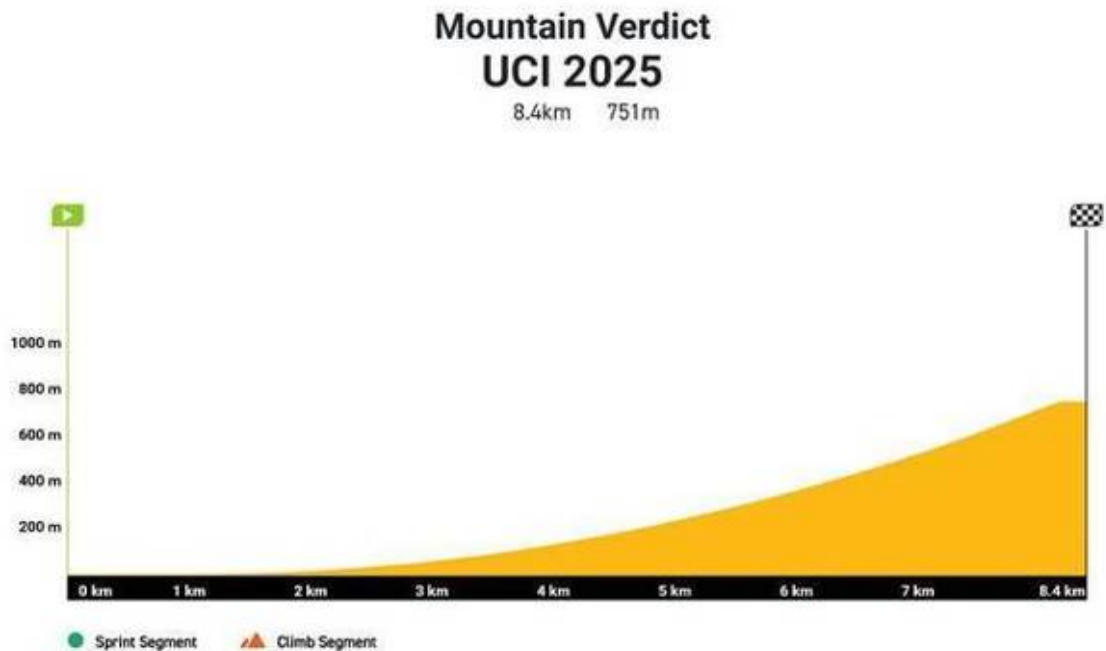 Mountain Verdict
UCI 2025
8.4km 751m
1000 m
800 m
600 m
400 m
200 m
0 km 1 km 2 km 3 km 4 km 5 km 6 km 7 km 8.4 km
Sprint Segment Climb Segment